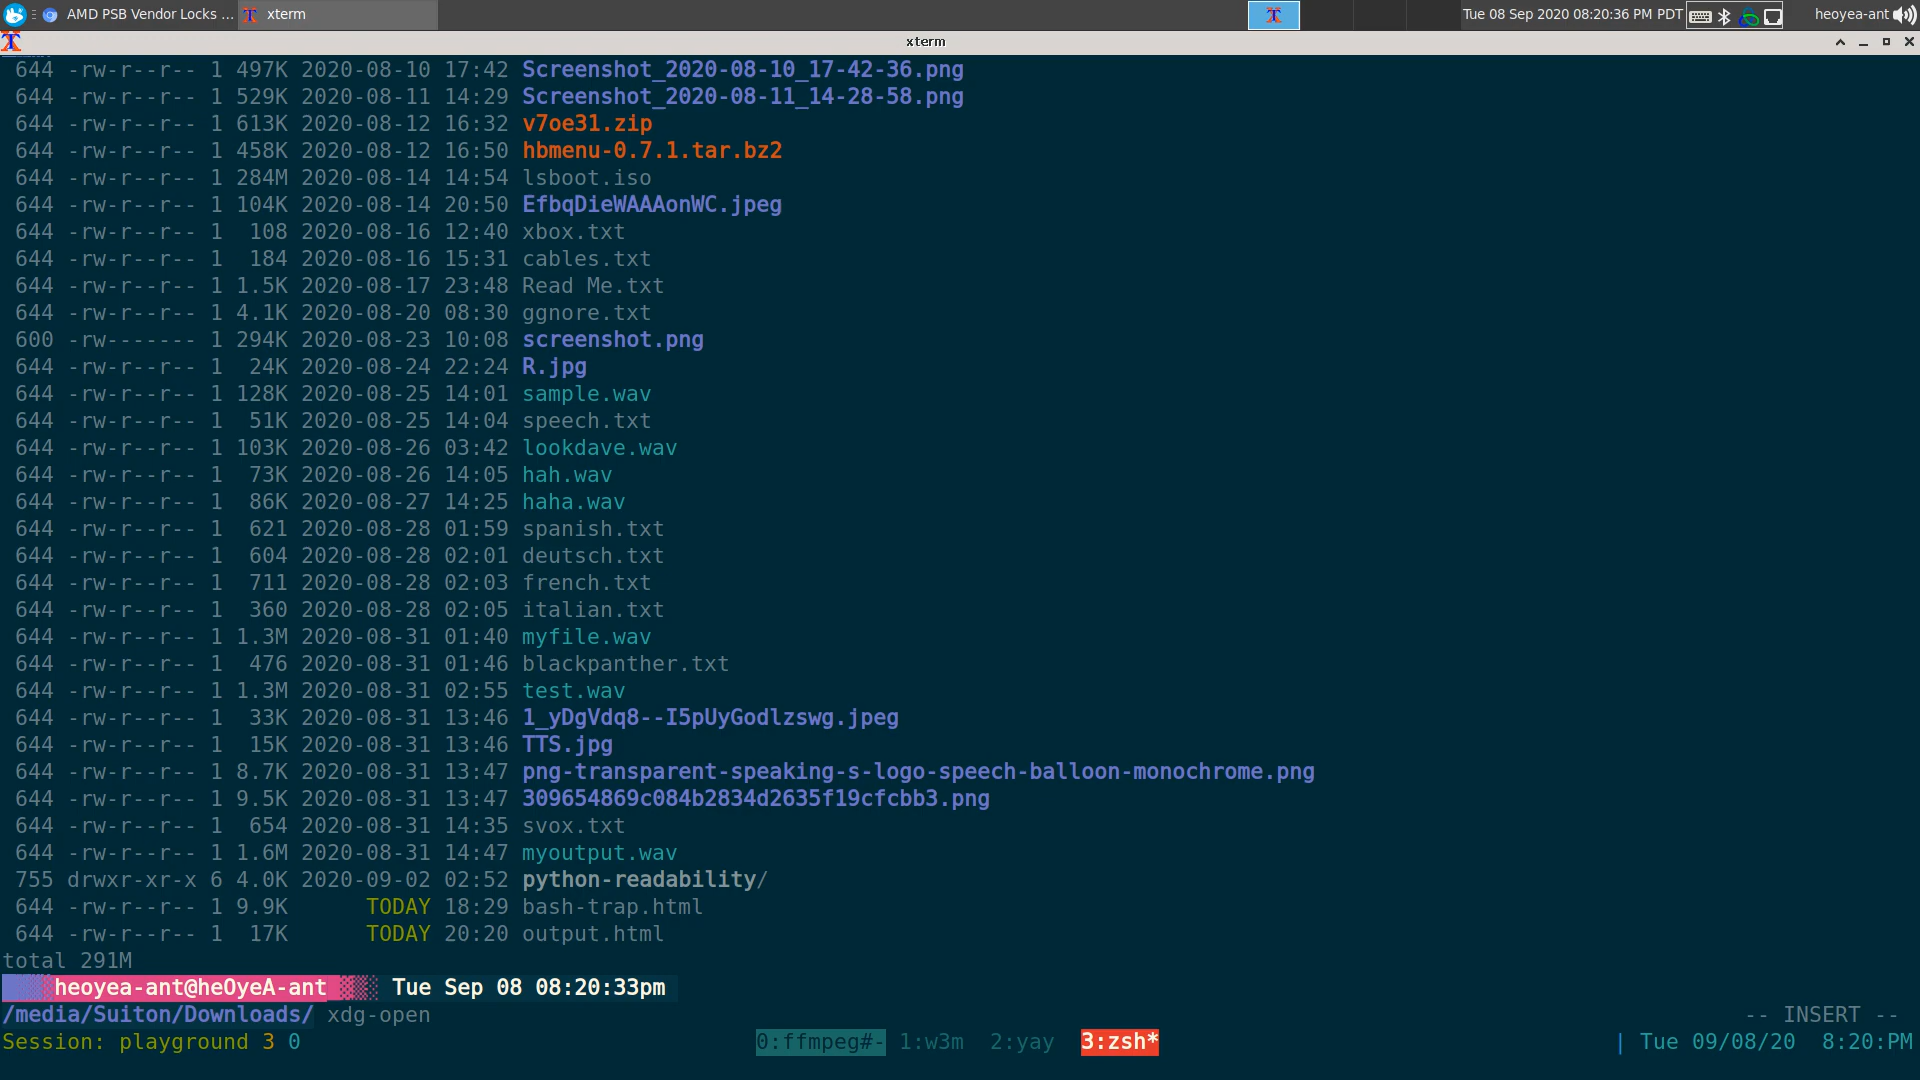 AMD PSB Vendor Locks ... xterm Tue 08 Sep 2020 08:20:36 PM PDT heoyea-ant
xterm
644 -rw-r--r-- 1 497K 2020-08-10 17:42 Screenshot_2020-08-10_17-42-36.png
644 -rw-r--r-- 1 529K 2020-08-11 14:29 Screenshot_2020-08-11_14-28-58.png
644 -rw-r--r-- 1 613K 2020-08-12 16:32 v7oe31.zip
644 -rw-r--r-- 1 458K 2020-08-12 16:50 hbmenu-0.7.1.tar.bz2
644 -rw-r--r-- 1 284M 2020-08-14 14:54 lsboot.iso
644 -rw-r--r-- 1 104K 2020-08-14 20:50 EfbqDieWAAAonWC.jpeg
644 -rw-r--r-- 1 108 2020-08-16 12:40 xbox.txt
644 -rw-r--r-- 1 184 2020-08-16 15:31 cables.txt
644 -rw-r--r-- 1 1.5K 2020-08-17 23:48 Read Me.txt
644 -rw-r--r-- 1 4.1K 2020-08-20 08:30 ggnore.txt
600 -rw------- 1 294K 2020-08-23 10:08 screenshot.png
644 -rw-r--r-- 1 24K 2020-08-24 22:24 R.jpg
644 -rw-r--r-- 1 128K 2020-08-25 14:01 sample.wav
644 -rw-r--r-- 1 51K 2020-08-25 14:04 speech.txt
644 -rw-r--r-- 1 103K 2020-08-26 03:42 lookdave.wav
644 -rw-r--r-- 1 73K 2020-08-26 14:05 hah.wav
644 -rw-r--r-- 1 86K 2020-08-27 14:25 haha.wav
644 -rw-r--r-- 1 621 2020-08-28 01:59 spanish.txt
644 -rw-r--r-- 1 604 2020-08-28 02:01 deutsch.txt
644 -rw-r--r-- 1 711 2020-08-28 02:03 french.txt
644 -rw-r--r-- 1 360 2020-08-28 02:05 italian.txt
644 -rw-r--r-- 1 1.3M 2020-08-31 01:40 myfile.wav
644 -rw-r--r-- 1 476 2020-08-31 01:46 blackpanther.txt
644 -rw-r--r-- 1 1.3M 2020-08-31 02:55 test.wav
644 -rw-r--r-- 1 33K 2020-08-31 13:46 1_yDgVdq8--I5pUyGodlzswg.jpeg
644 -rw-r--r-- 1 15K 2020-08-31 13:46 TTS.jpg
644 -rw-r--r-- 1 8.7K 2020-08-31 13:47 png-transparent-speaking-s-logo-speech-balloon-monochrome.png
644 -rw-r--r-- 1 9.5K 2020-08-31 13:47 309654869c084b2834d2635f19cfcbb3.png
644 -rw-r--r-- 1 654 2020-08-31 14:35 svox.txt
644 -rw-r--r-- 1 1.6M 2020-08-31 14:47 myoutput.wav
755 drwxr-xr-x 6 4.0K 2020-09-02 02:52 python-readability/
644 -rw-r--r-- 1 9.9K TODAY 18:29 bash-trap.html
644 -rw-r--r-- 1 17K TODAY 20:20 output.html
total 291M
heoyea-ant@heOyeA-ant Tue Sep 08 08:20:33pm
/media/Suiton/Downloads/ xdg-open -- INSERT --
Session: playground 3 0 0:ffmpeg#- 1:w3m 2:yay 3:zsh* | Tue 09/08/20 8:20:PM